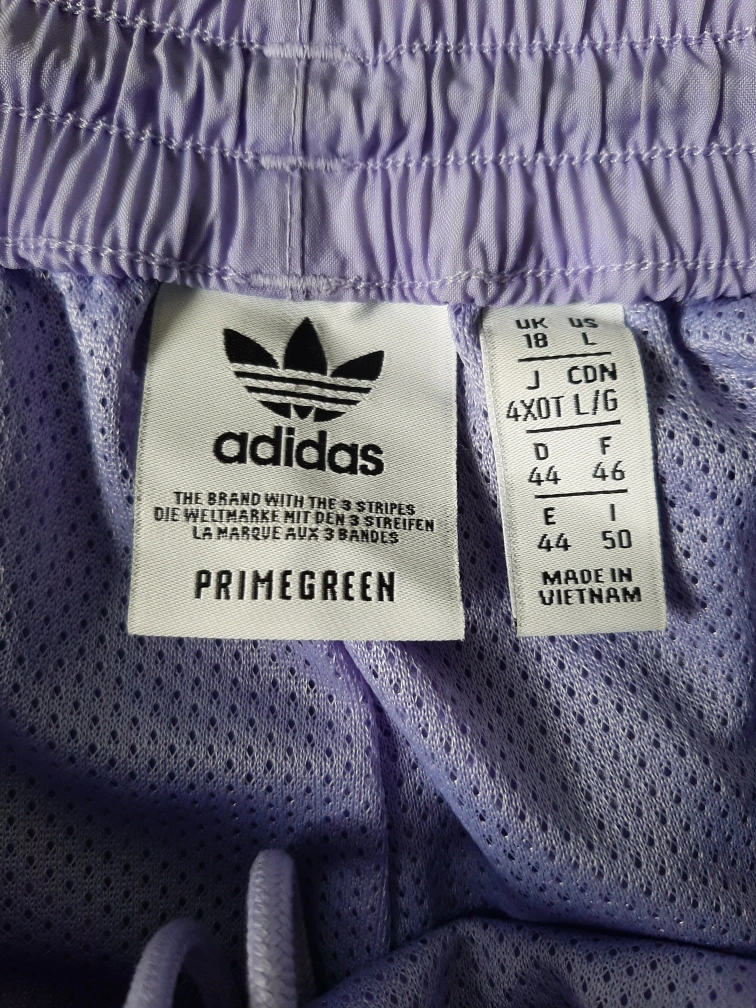 adidas
THE BRAND WITH THE 3 STRIPES
DIE WELTMARKE MIT DEN 3 STREIFEN
LA MARQUE AUX 3 BANDES
PRIMEGREEN
UK US
18 L
J CDN
4XOT L/G
D F
44 46
E I
44 50
MADE IN
VIETNAM